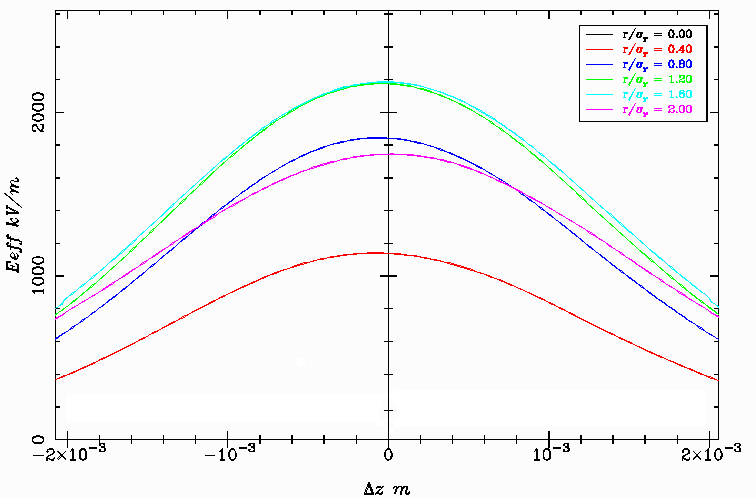 r/σr = 0.00
r/σr = 0.40
r/σr = 0.80
r/σr = 1.20
r/σr = 1.60
r/σr = 2.00
2000
1000
0
Eeff kV/m
−2×10⁻³ −10⁻³ 0 10⁻³ 2×10⁻³
Δz m